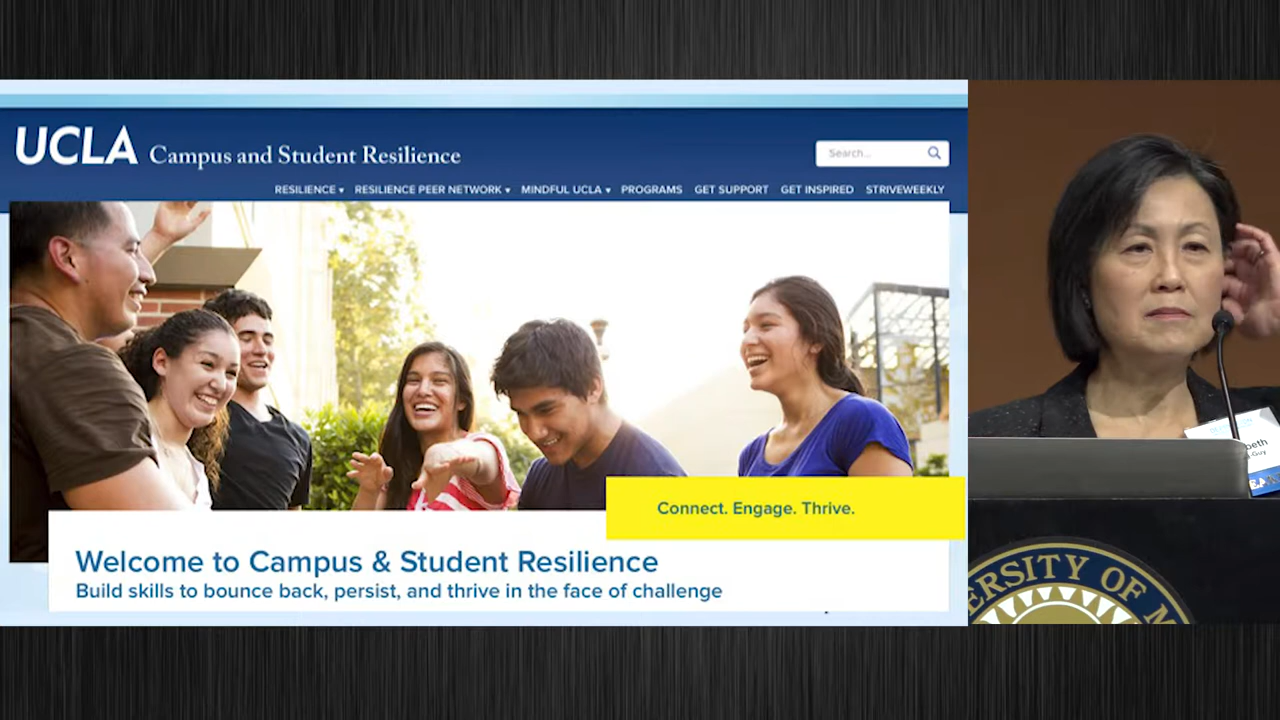 UCLA Campus and Student Resilience
Search...
RESILIENCE ▾ RESILIENCE PEER NETWORK ▾ MINDFUL UCLA ▾ PROGRAMS GET SUPPORT GET INSPIRED STRIVEWEEKLY
Connect. Engage. Thrive.
Welcome to Campus & Student Resilience
Build skills to bounce back, persist, and thrive in the face of challenge
beth
-Guy
ERSITY OF M